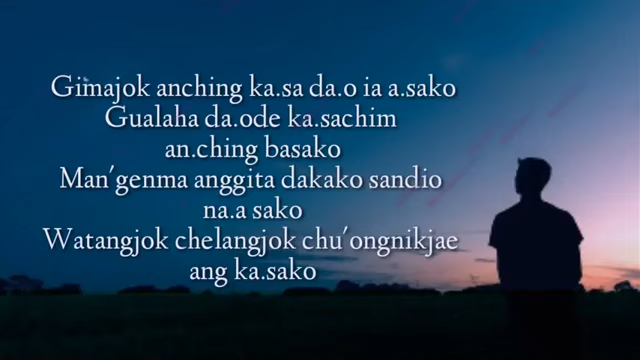 Gimajok anching ka.sa da.o ia a.sako
Gualaha da.ode ka.sachim
an.ching basako
Man'genma anggita dakako sandio
na.a sako
Watangjok chelangjok chu'ongnikjae
ang ka.sako